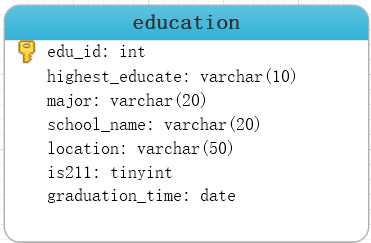 education
edu_id: int
highest_educate: varchar(10)
major: varchar(20)
school_name: varchar(20)
location: varchar(50)
is211: tinyint
graduation_time: date